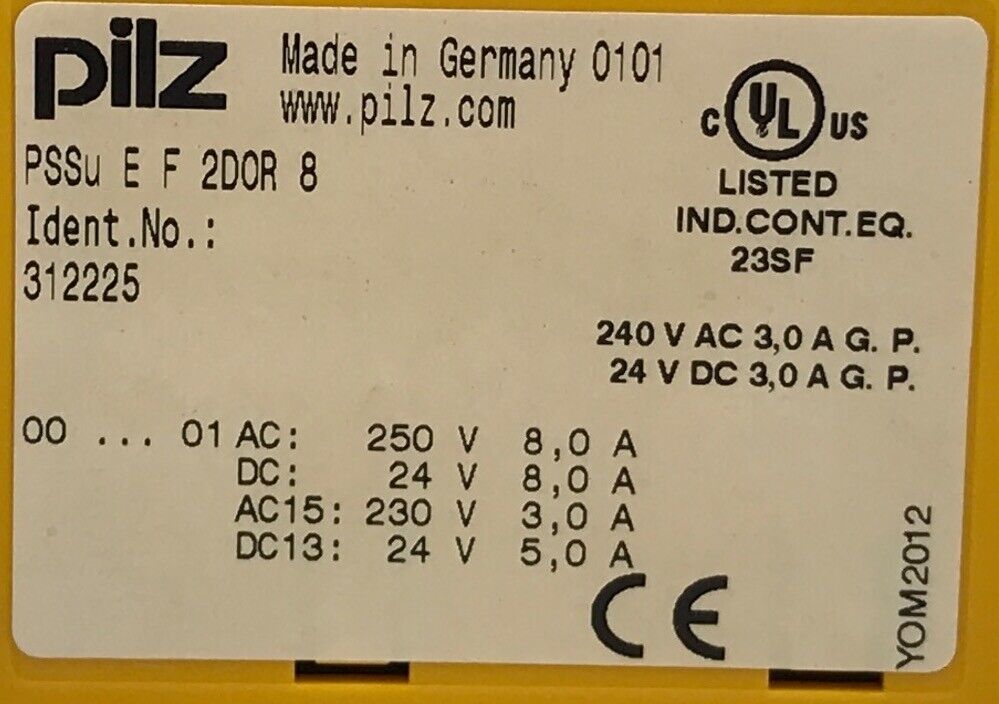 pilz
Made in Germany 0101
www.pilz.com
PSSu E F 2DOR 8
Ident.No.:
312225
C UL US
LISTED
IND.CONT.EQ.
23SF
240 V AC 3,0 A G. P.
24 V DC 3,0 A G. P.
00 ... 01 AC: 250 V 8,0 A
DC: 24 V 8,0 A
AC15: 230 V 3,0 A
DC13: 24 V 5,0 A
CE
YOM2012